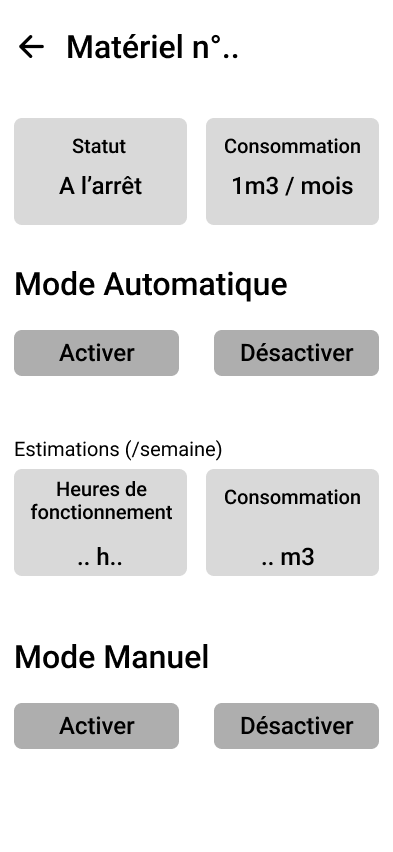 Matériel n°..
Statut
A l’arrêt
Consommation
1m3 / mois
Mode Automatique
Activer
Désactiver
Estimations (/semaine)
Heures de
fonctionnement
.. h..
Consommation
.. m3
Mode Manuel
Activer
Désactiver